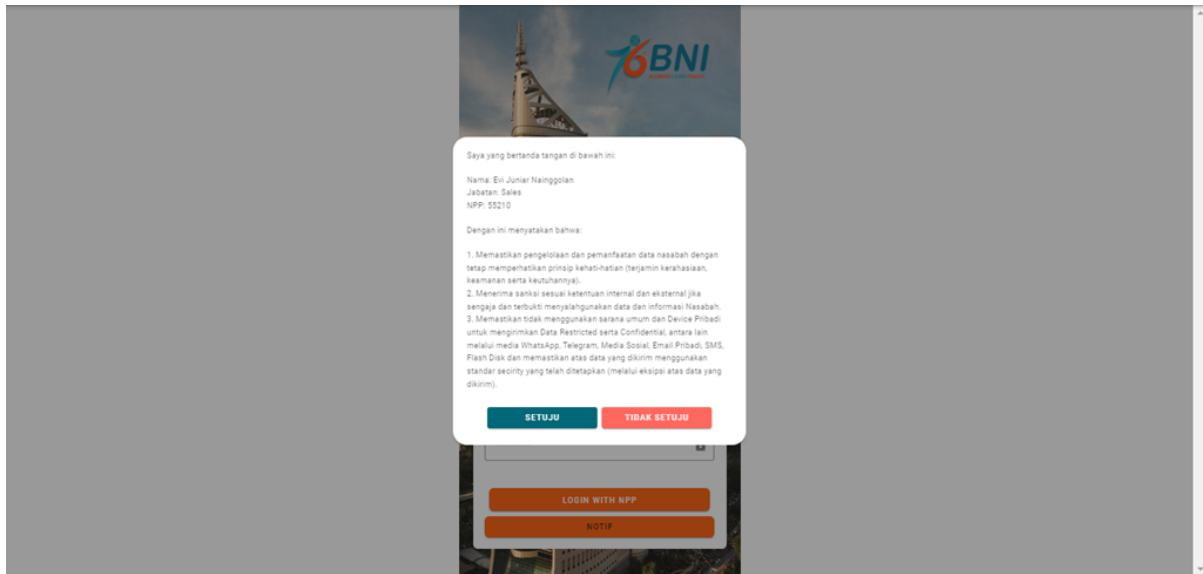 76BNI
Saya yang bertanda tangan di bawah ini:
Nama: Evi Juniar Nainggolan
Jabatan: Sales
NPP: 55210
Dengan ini menyatakan bahwa:
1. Memastikan pengelolaan dan pemanfaatan data nasabah dengan
tetap memperhatikan prinsip kehati-hatian (terjamin kerahasiaan,
keamanan serta keutuhannya).
2. Menerima sanksi sesuai ketentuan internal dan eksternal jika
sengaja dan terbukti menyalahgunakan data dan informasi Nasabah.
3. Memastikan tidak menggunakan sarana umum dan Device Pribadi
untuk mengirimkan Data Restricted serta Confidential, antara lain
melalui media WhatsApp, Telegram, Media Sosial, Email Pribadi, SMS,
Flash Disk dan memastikan atas data yang dikirim menggunakan
standar secirity yang telah ditetapkan (melalui eksipsi atas data yang
dikirim).
SETUJU
TIDAK SETUJU
LOGIN WITH NPP
NOTIF